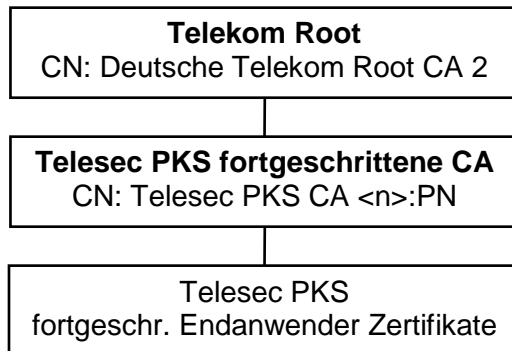 Telekom Root
CN: Deutsche Telekom Root CA 2
Telesec PKS fortgeschrittene CA
CN: Telesec PKS CA <n>:PN
Telesec PKS
fortgeschr. Endanwender Zertifikate